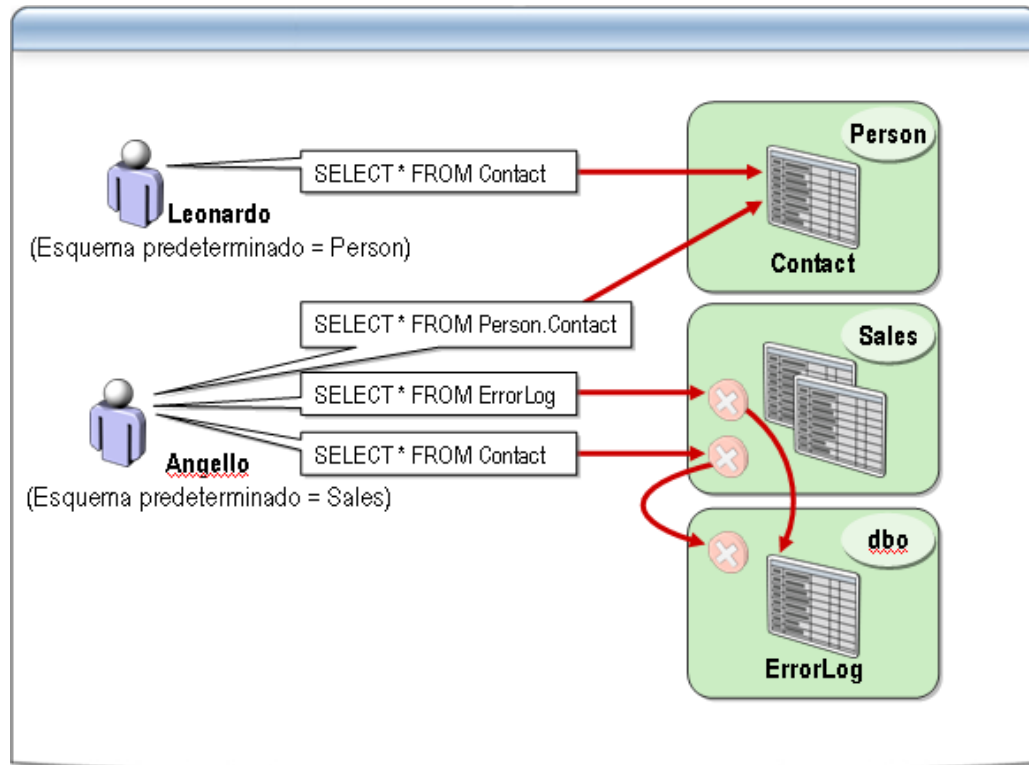 Person
SELECT * FROM Contact
Leonardo
(Esquema predeterminado = Person)
Contact
SELECT * FROM Person.Contact
Sales
SELECT * FROM ErrorLog
SELECT * FROM Contact
Angello
(Esquema predeterminado = Sales)
dbo
ErrorLog